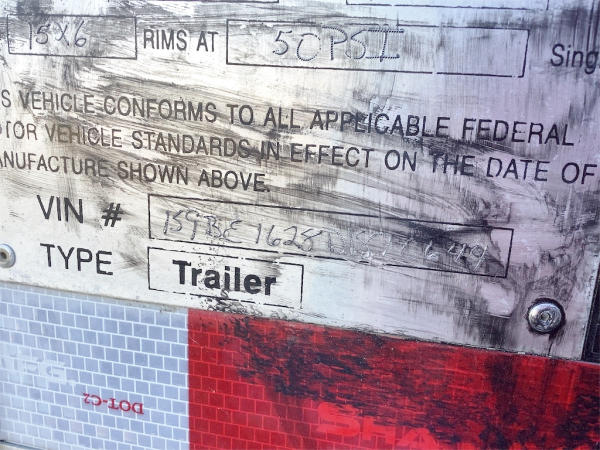 15X6 RIMS AT 50PSI Sing
S VEHICLE CONFORMS TO ALL APPLICABLE FEDERAL
TOR VEHICLE STANDARDS IN EFFECT ON THE DATE OF
ANUFACTURE SHOWN ABOVE.
VIN #
TYPE Trailer
DOT-C2